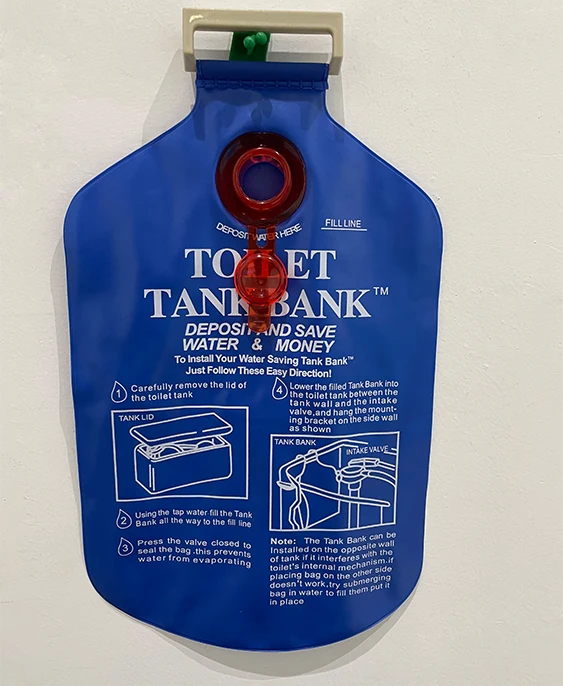 DEPOSIT WATER HERE
FILL LINE
TOILET
TANK BANK™
DEPOSIT AND SAVE
WATER & MONEY
To Install Your Water Saving Tank Bank™
Just Follow These Easy Direction!
1 Carefully remove the lid of
the toilet tank
TANK LID
2 Using the tap water fill the Tank
Bank all the way to the fill line
3 Press the valve closed to
seal the bag.this prevents
water from evaporating
4 Lower the filled Tank Bank into
the toilet tank between the
tank wall and the intake
valve,and hang the mount-
ing bracket on the side wall
as shown
TANK BANK
INTAKE VALVE
Note: The Tank Bank can be
Installed on the opposite wall
of tank if it interferes with the
toilet's internal mechanism.if
placing bag on the other side
doesn't work,try submerging
bag in water to fill them put it
in place